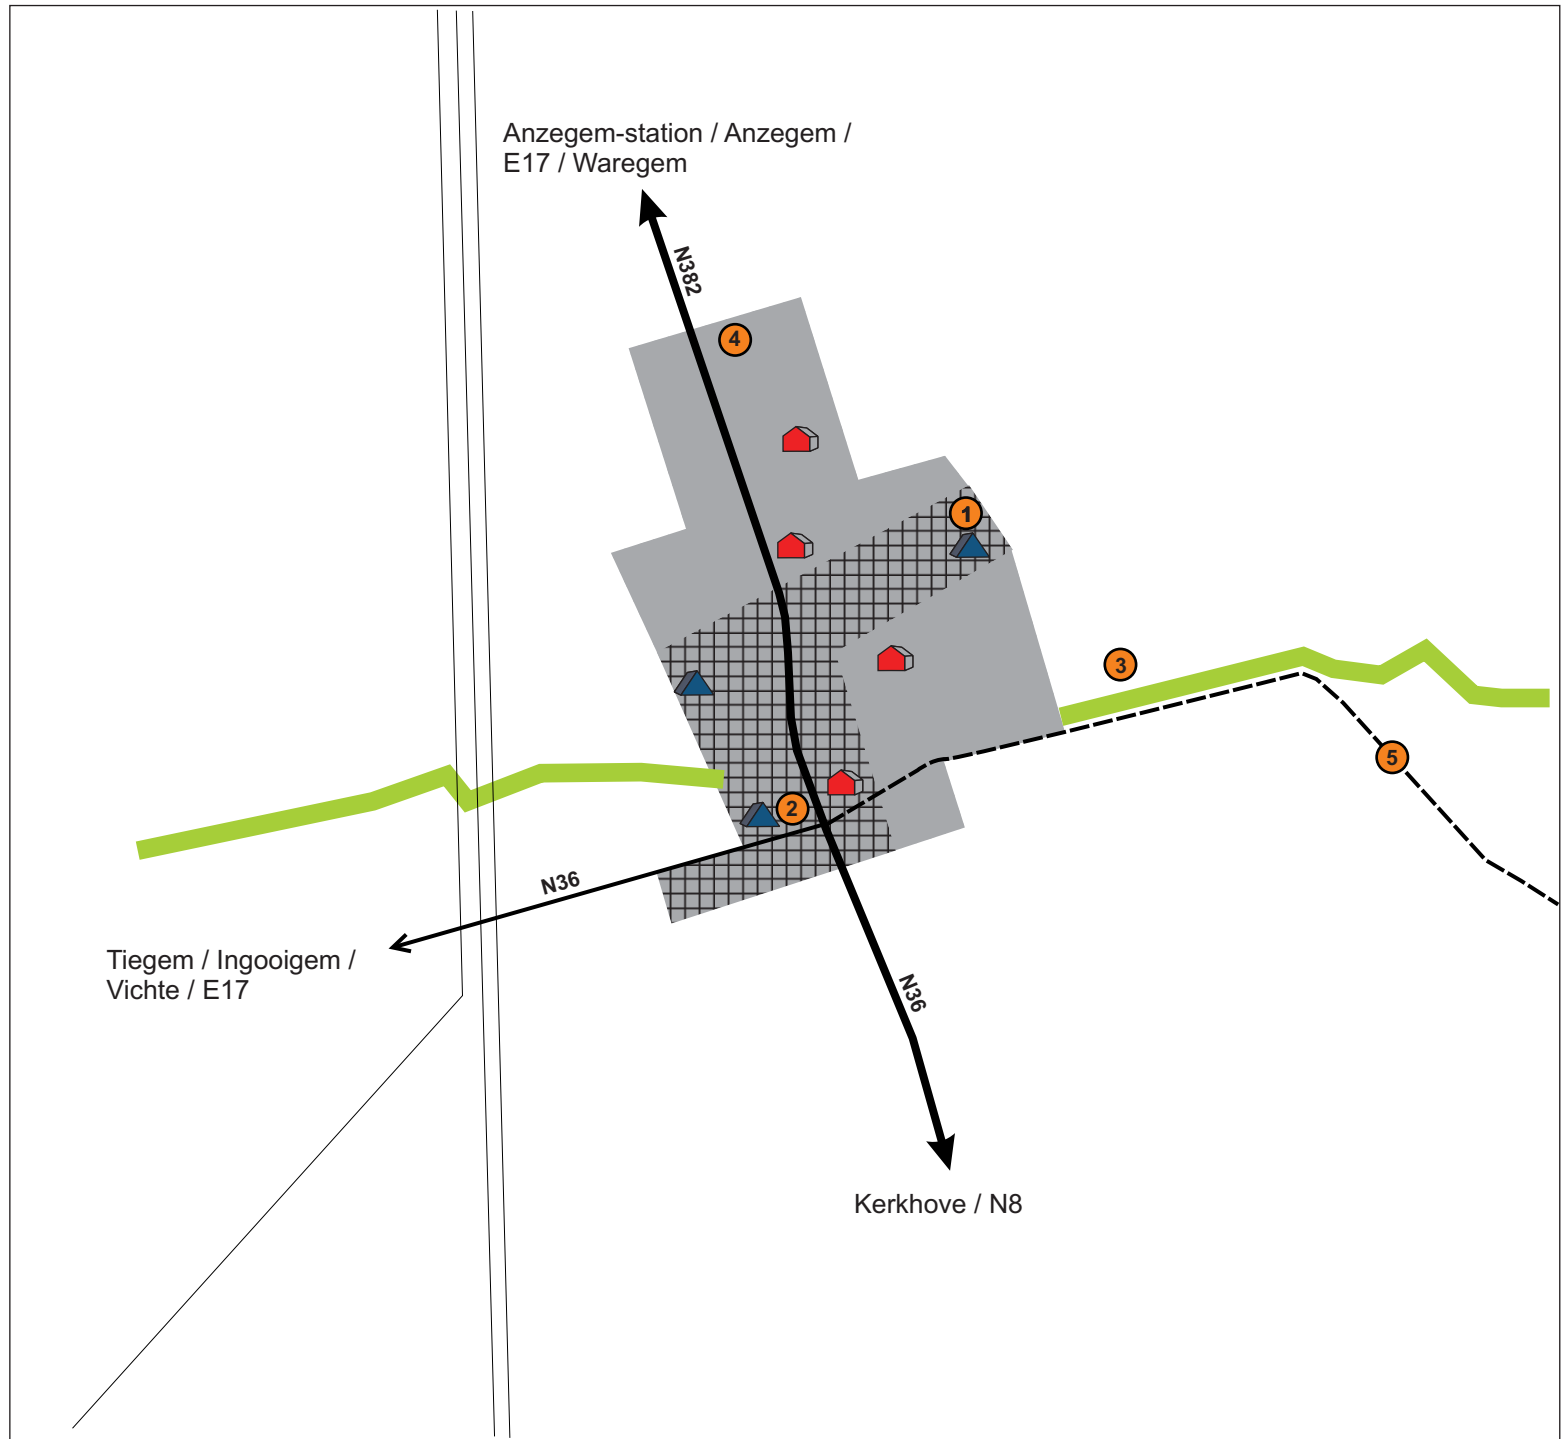 Anzegem-station / Anzegem /
E17 / Waregem
N382
4
1
3
5
2
N36
Tiegem / Ingooigem /
Vichte / E17
N36
Kerkhove / N8